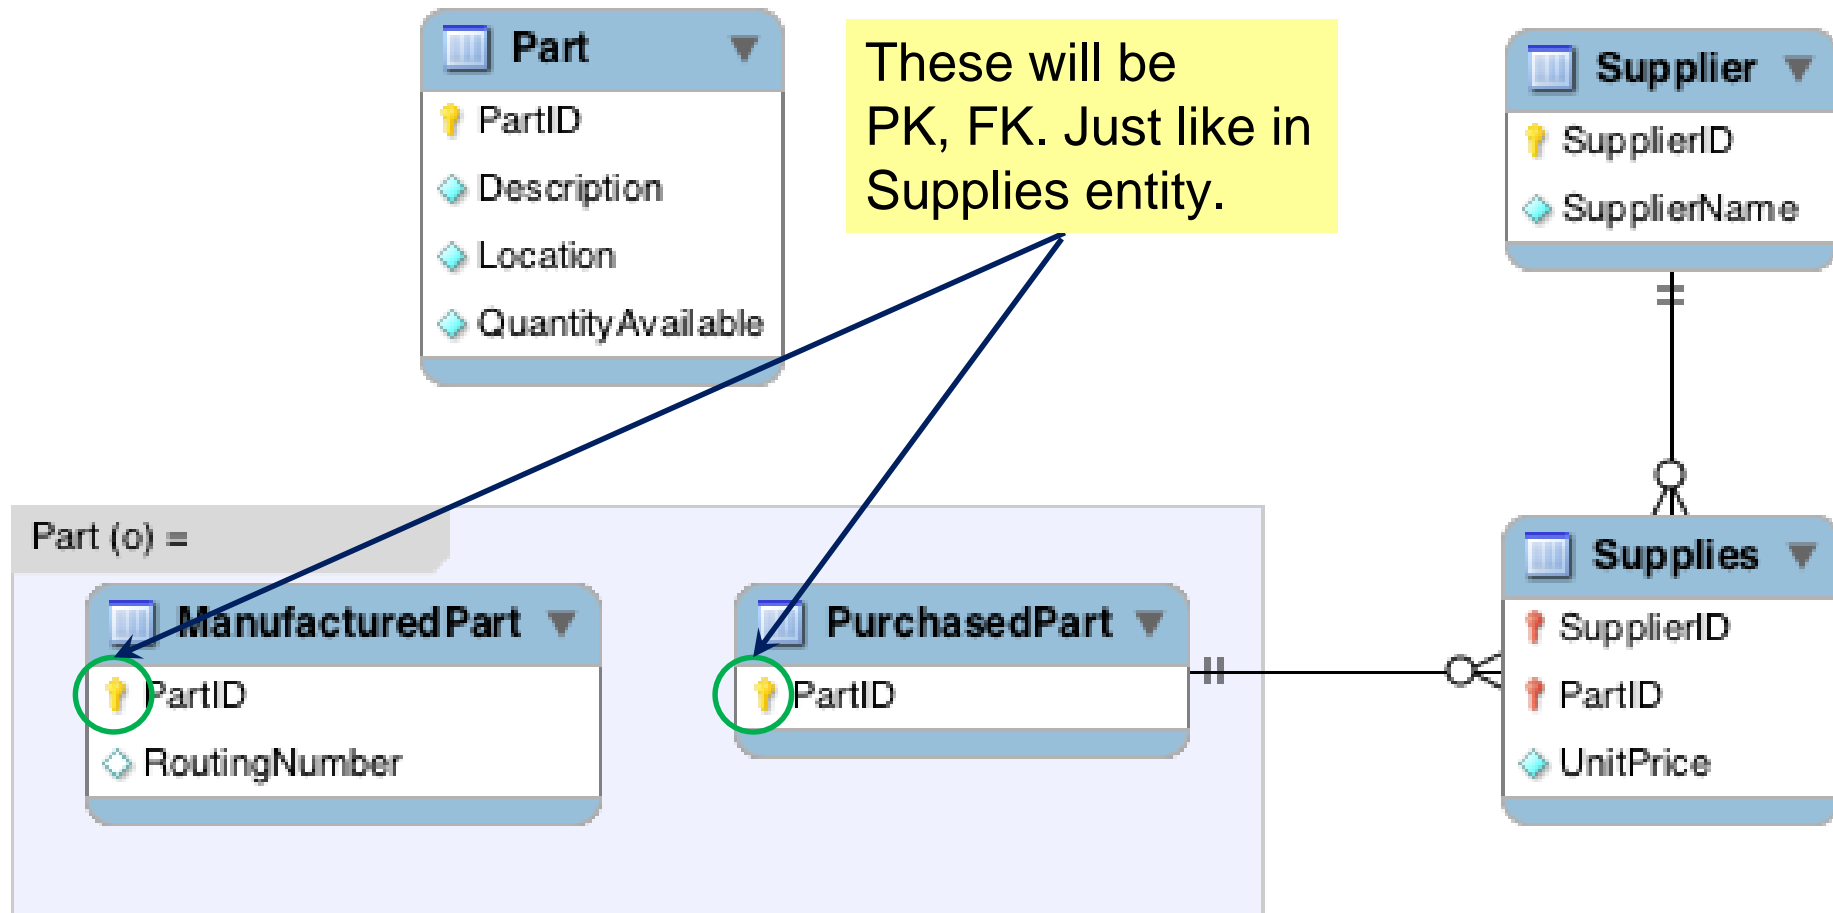 Part
PartID
Description
Location
QuantityAvailable
These will be
PK, FK. Just like in
Supplies entity.
Supplier
SupplierID
SupplierName
Part (o) =
ManufacturedPart
PartID
RoutingNumber
PurchasedPart
PartID
Supplies
SupplierID
PartID
UnitPrice